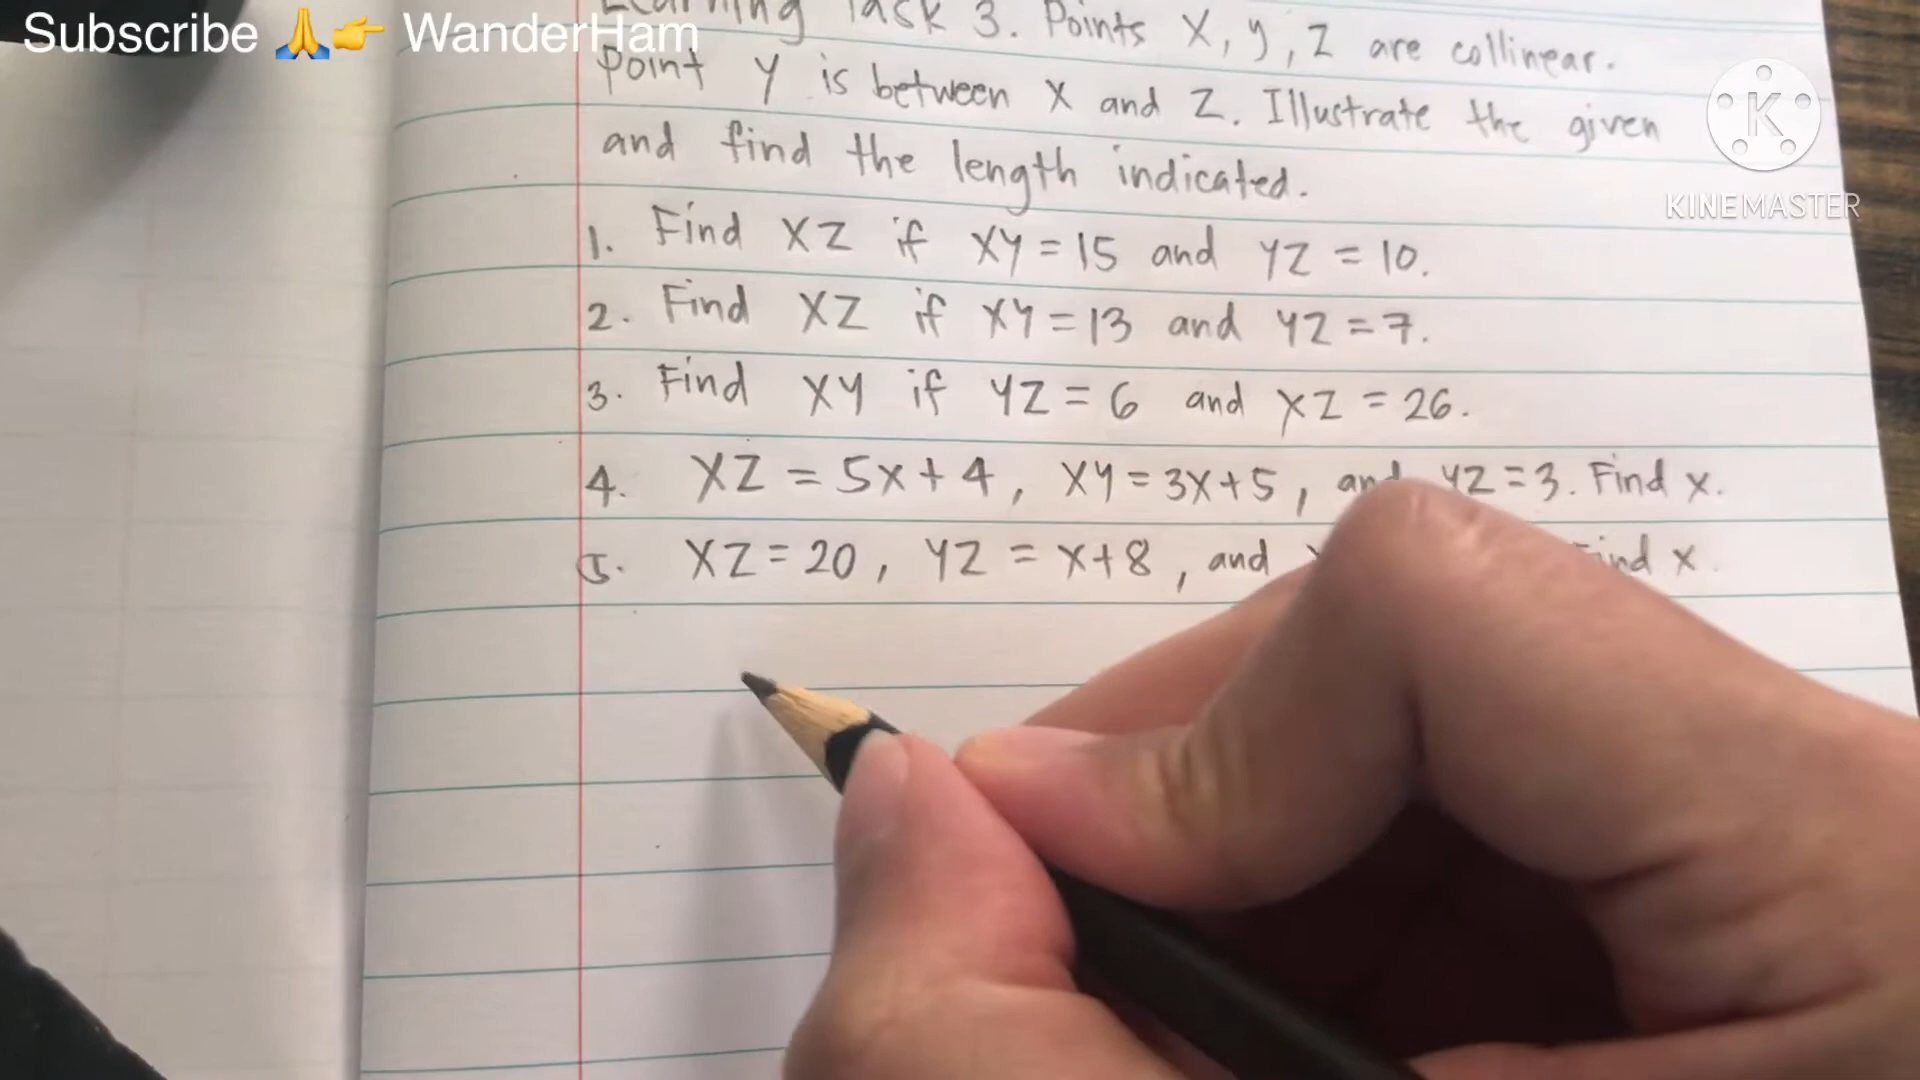 Subscribe 🙏👉 WanderHam
Learning Task 3. Points X, Y, Z are collinear.
Point Y is between X and Z. Illustrate the given
and find the length indicated.
1. Find XZ if XY = 15 and YZ = 10.
2. Find XZ if XY = 13 and YZ = 7.
3. Find XY if YZ = 6 and XZ = 26.
4. XZ = 5x + 4, XY = 3x + 5, and YZ = 3. Find x.
5. XZ = 20, YZ = x + 8, and x.
K
KINEMASTER